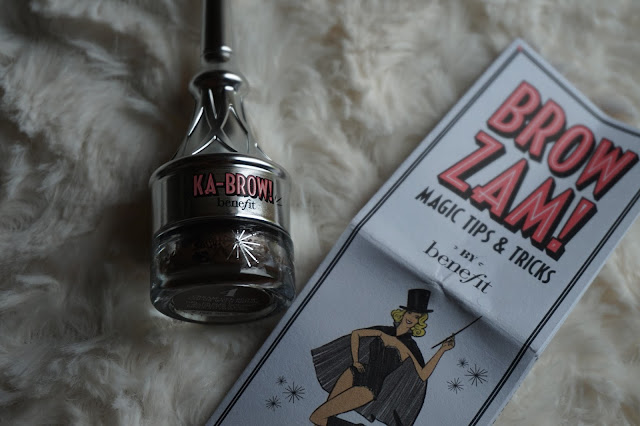 KA-BROW!
benefit
BROW
ZAM!
MAGIC TIPS & TRICKS
BY
benefit